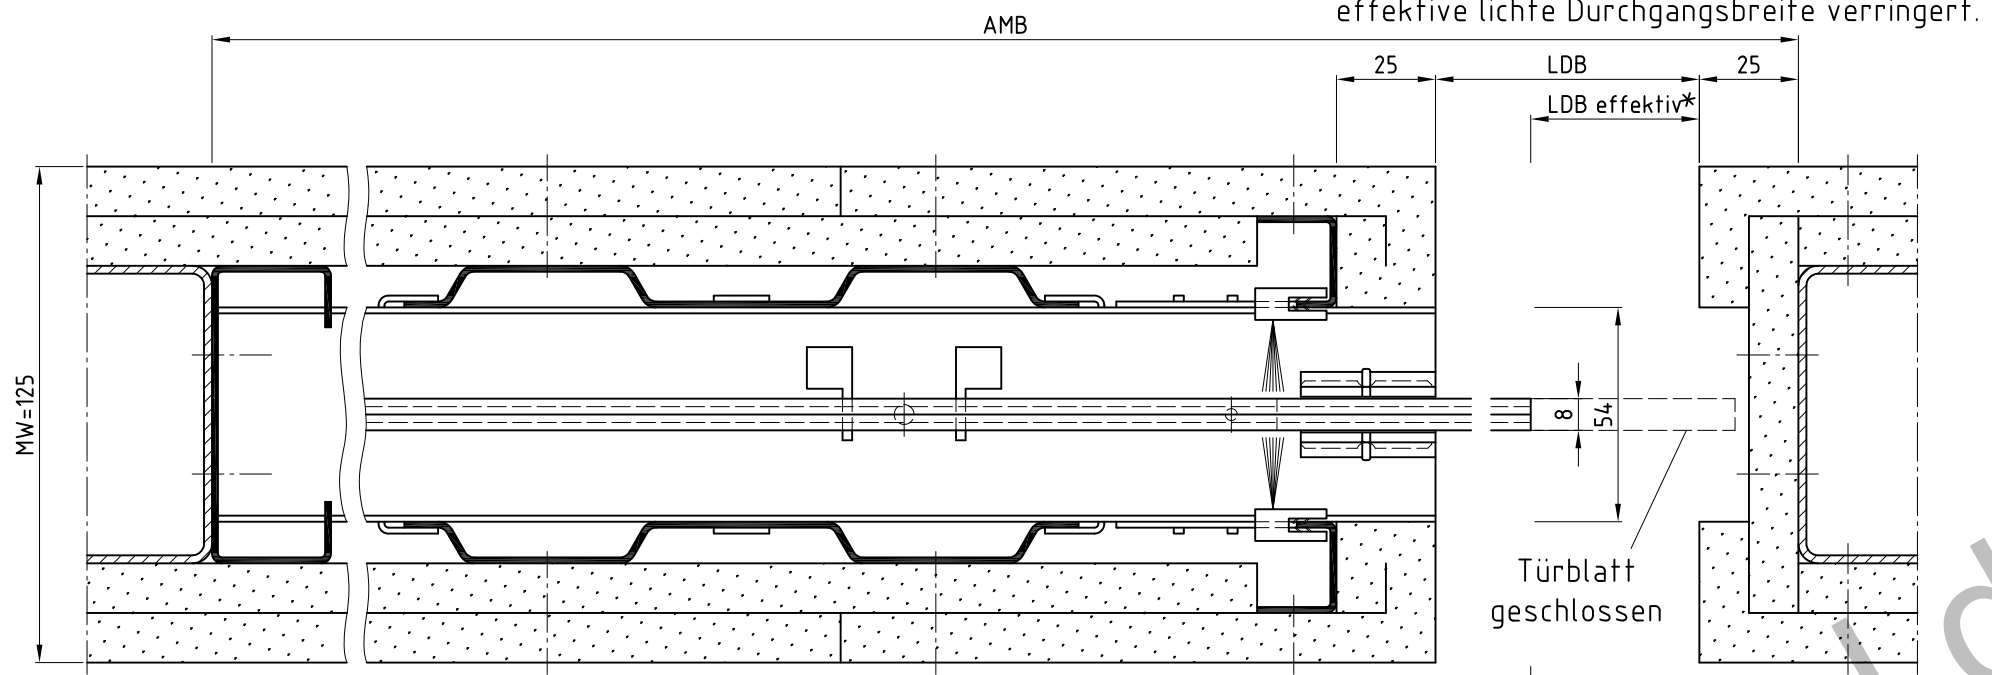 effektive lichte Durchgangsbreite verringert.
AMB
25
LDB
25
LDB effektiv*
MW=125
8
54
Türblatt
geschlossen